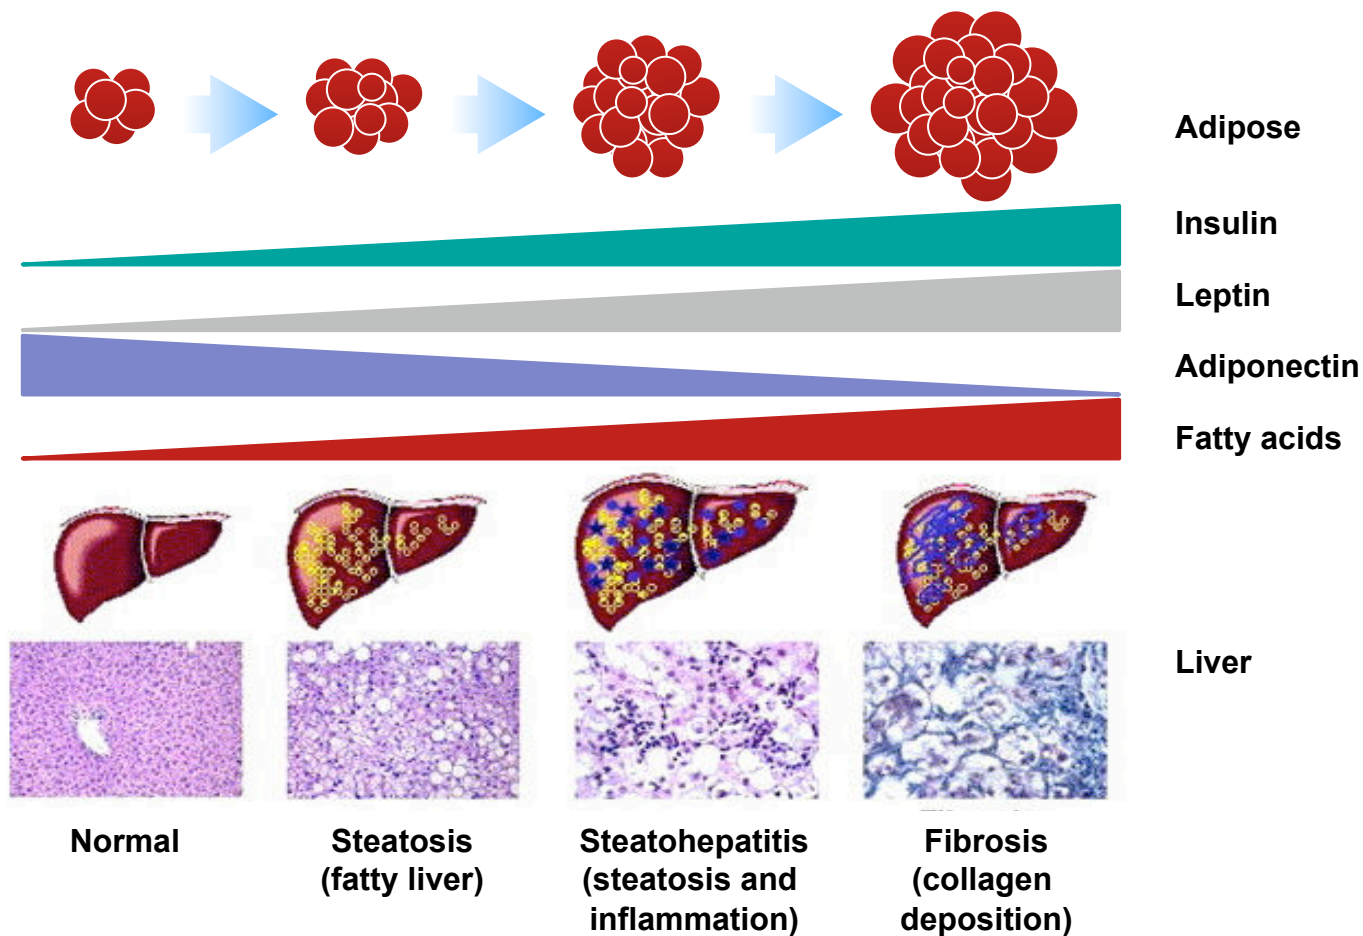 Adipose
Insulin
Leptin
Adiponectin
Fatty acids
Liver
Normal
Steatosis
(fatty liver)
Steatohepatitis
(steatosis and
inflammation)
Fibrosis
(collagen
deposition)